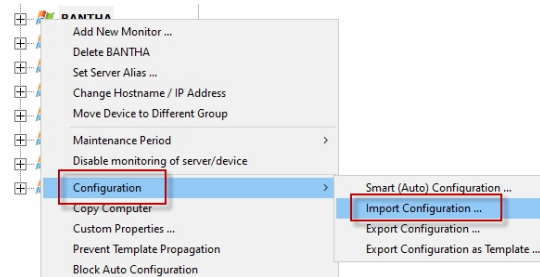 BANTHA
Add New Monitor ...
Delete BANTHA
Set Server Alias ...
Change Hostname / IP Address
Move Device to Different Group
Maintenance Period
Disable monitoring of server/device
Configuration
Smart (Auto) Configuration ...
Copy Computer
Import Configuration ...
Custom Properties ...
Export Configuration ...
Prevent Template Propagation
Export Configuration as Template ...
Block Auto Configuration